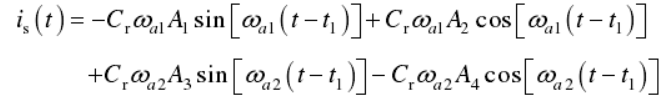 i_s(t) = −C_r ω_{a1} A_1 sin[ω_{a1}(t−t_1)] + C_r ω_{a1} A_2 cos[ω_{a1}(t−t_1)]
+C_r ω_{a2} A_3 sin[ω_{a2}(t−t_1)] − C_r ω_{a2} A_4 cos[ω_{a2}(t−t_1)]